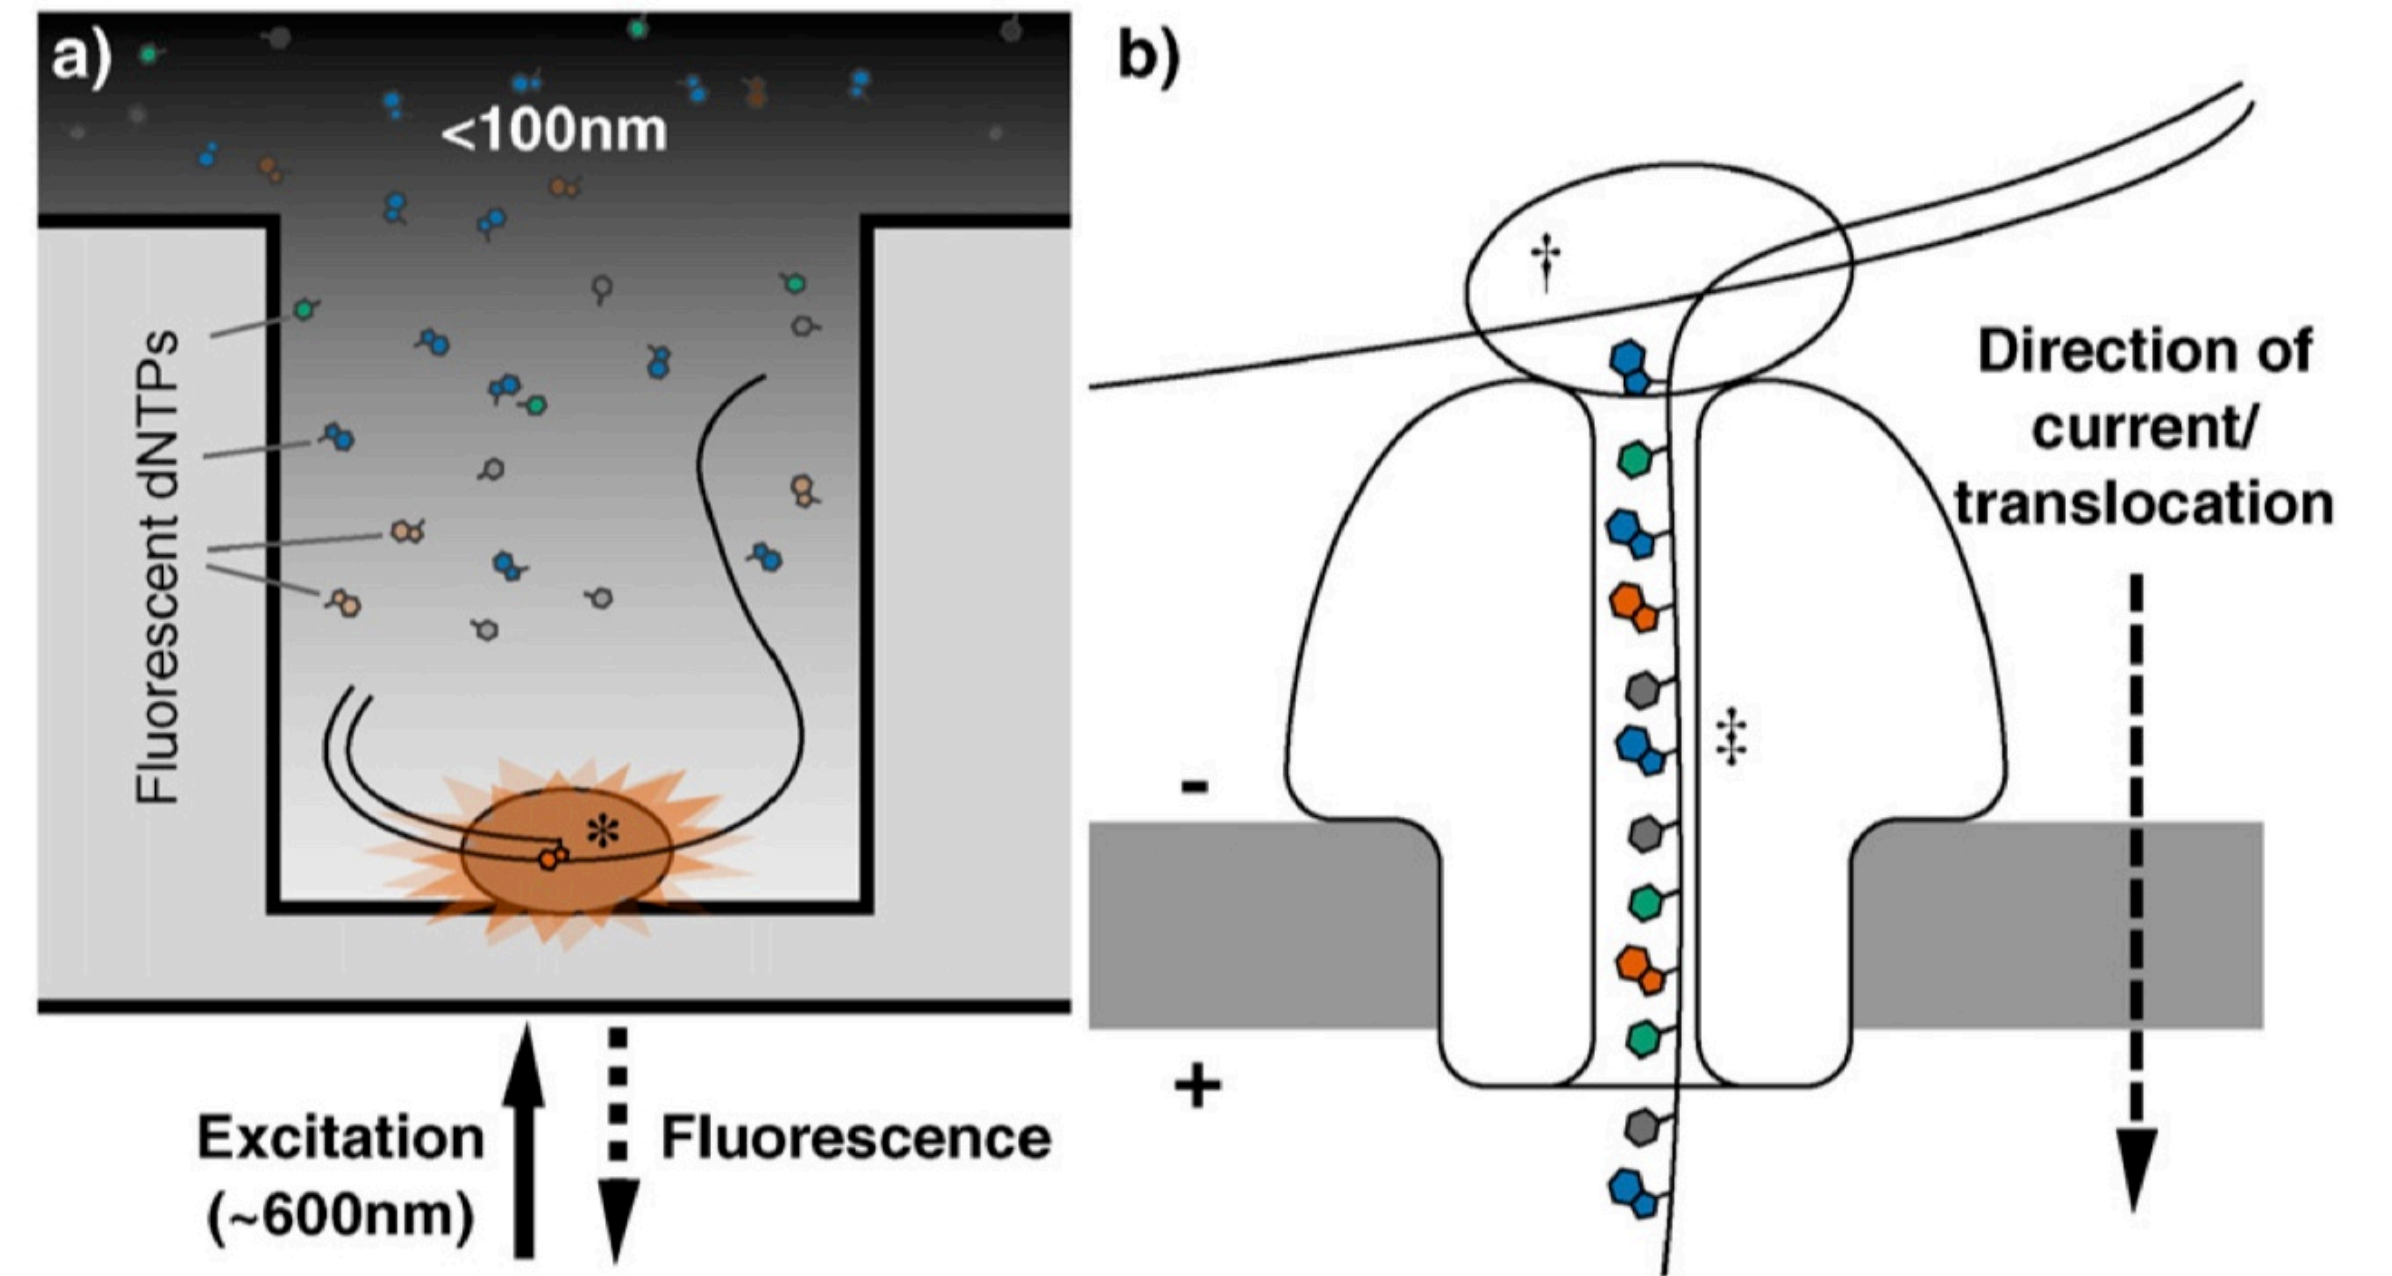 a)
<100nm
Fluorescent dNTPs
*
Excitation
(~600nm)
Fluorescence
b)
†
Direction of
current/
translocation
‡
-
+